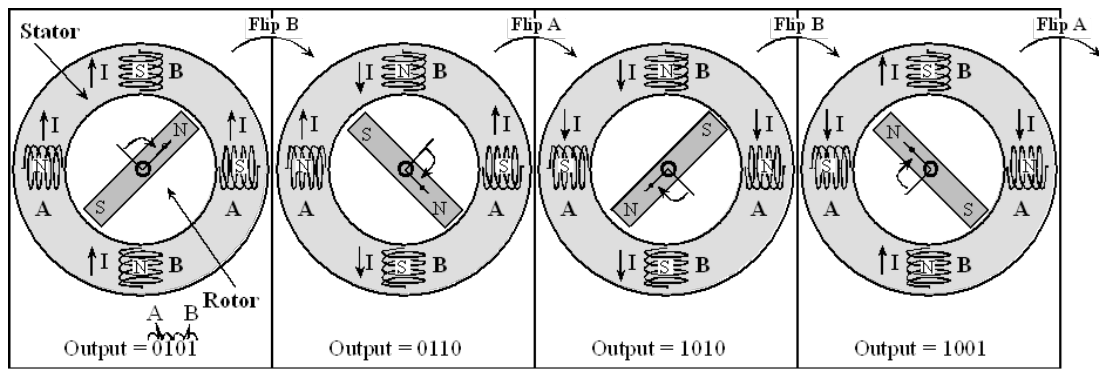 Stator
Flip B
Flip A
Flip B
Flip A
I S B
I N B
I N B
I S B
I I
I I
I I
I I
N S
N S
S N
S N
N
S
S
N
S
N
N
S
A A
A A
A A
A A
I N B
I S B
I S B
I N B
Rotor
A B
Output = 0101
Output = 0110
Output = 1010
Output = 1001